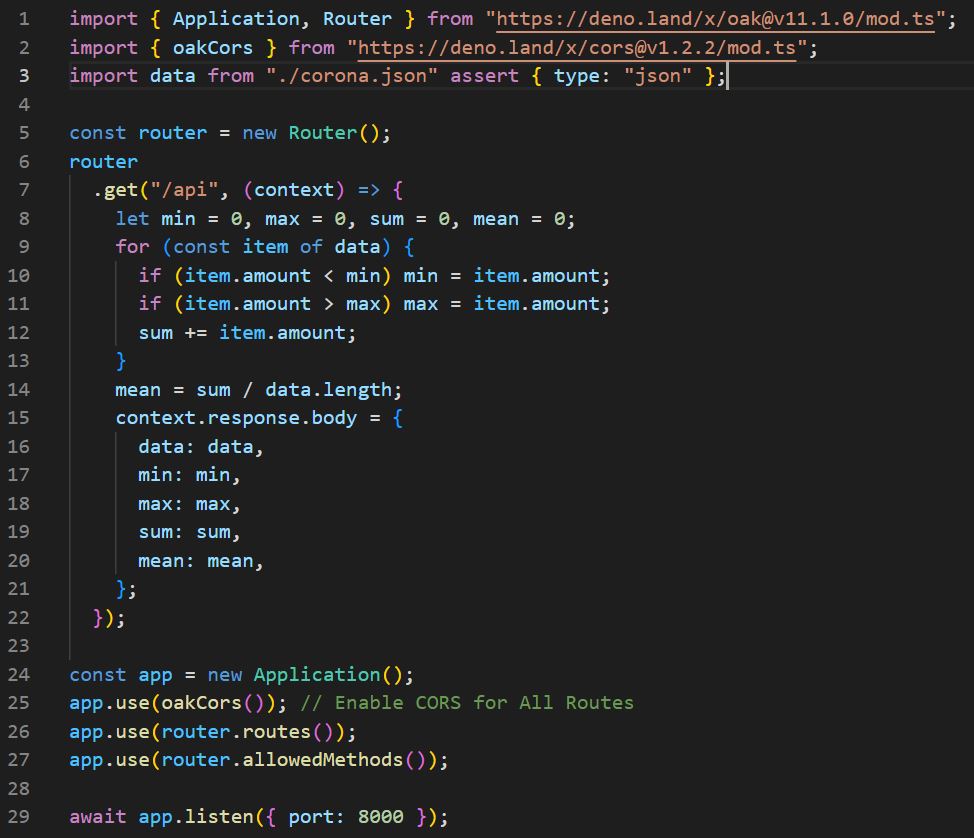 1 import { Application, Router } from "https://deno.land/x/oak@v11.1.0/mod.ts";
2 import { oakCors } from "https://deno.land/x/cors@v1.2.2/mod.ts";
3 import data from "./corona.json" assert { type: "json" };
4
5 const router = new Router();
6 router
7   .get("/api", (context) => {
8     let min = 0, max = 0, sum = 0, mean = 0;
9     for (const item of data) {
10       if (item.amount < min) min = item.amount;
11       if (item.amount > max) max = item.amount;
12       sum += item.amount;
13     }
14     mean = sum / data.length;
15     context.response.body = {
16       data: data,
17       min: min,
18       max: max,
19       sum: sum,
20       mean: mean,
21     };
22   });
23
24 const app = new Application();
25 app.use(oakCors()); // Enable CORS for All Routes
26 app.use(router.routes());
27 app.use(router.allowedMethods());
28
29 await app.listen({ port: 8000 });